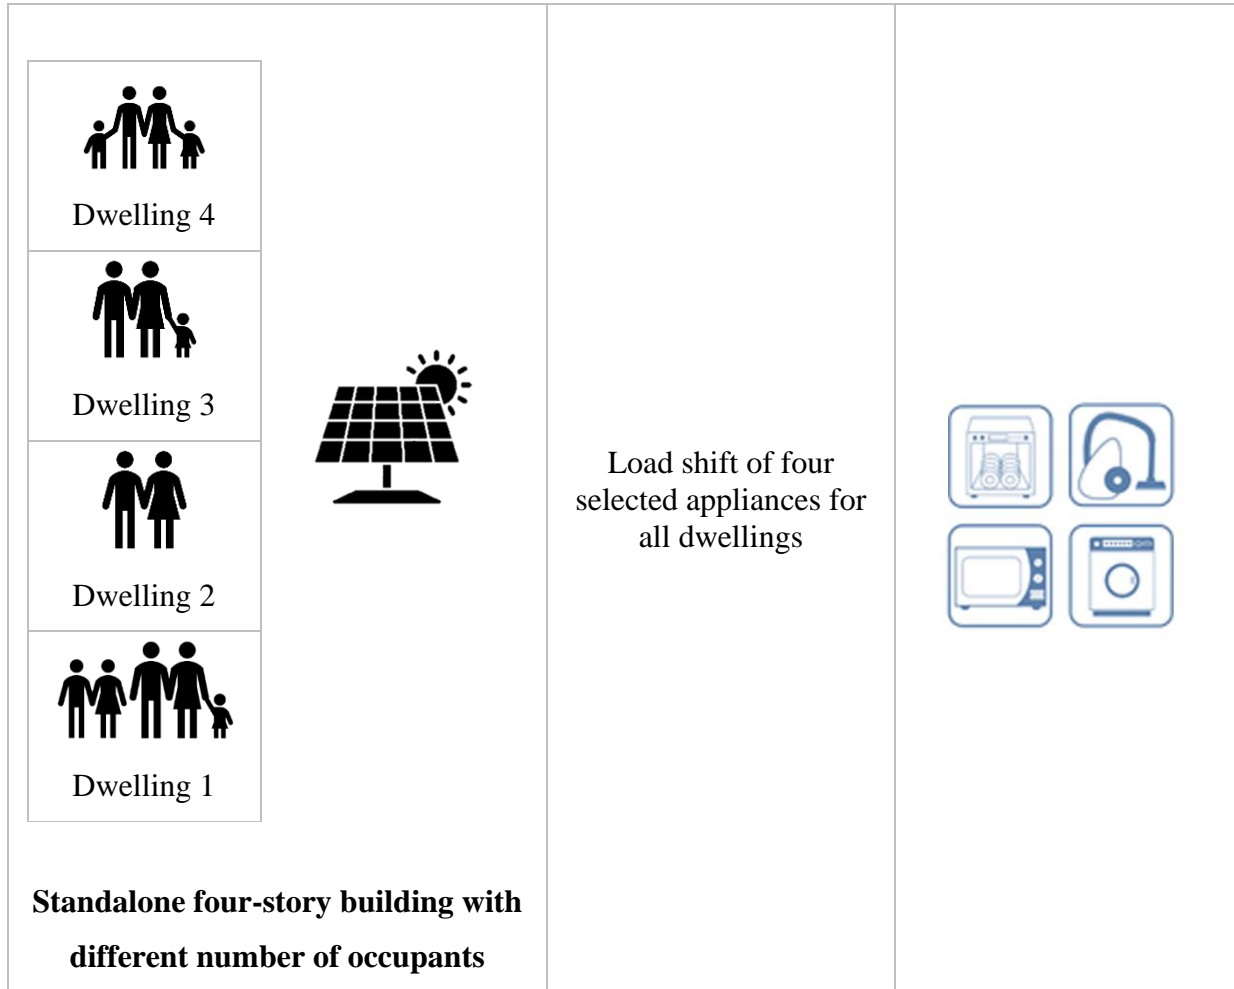 Dwelling 4
Dwelling 3
Dwelling 2
Dwelling 1
Standalone four-story building with
different number of occupants
Load shift of four
selected appliances for
all dwellings